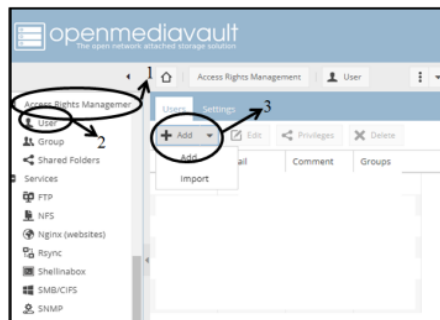 openmediavault
The open network attached storage solution
1
Access Rights Management
User
Access Rights Managemer
Users
Settings
User
2
3
Add
Edit
Privileges
Delete
Group
Shared Folders
Add
ail
Comment
Groups
Services
Import
FTP
NFS
Nginx (websites)
Rsync
Shellinabox
SMB/CIFS
SNMP